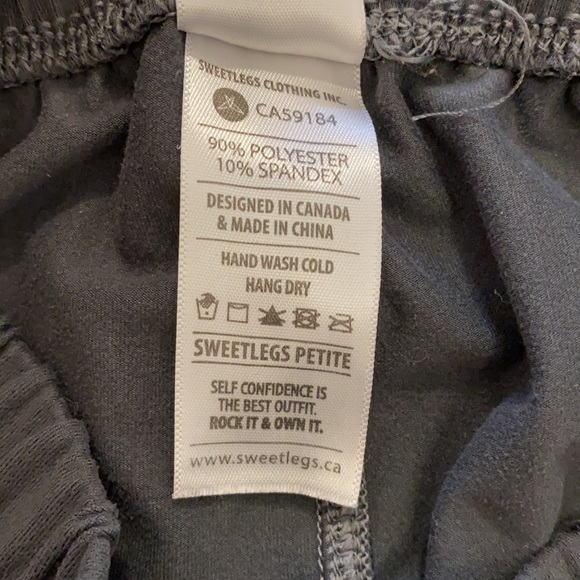 SWEETLEGS CLOTHING INC.
CA59184
90% POLYESTER
10% SPANDEX
DESIGNED IN CANADA
& MADE IN CHINA
HAND WASH COLD
HANG DRY
SWEETLEGS PETITE
SELF CONFIDENCE IS
THE BEST OUTFIT.
ROCK IT & OWN IT.
www.sweetlegs.ca